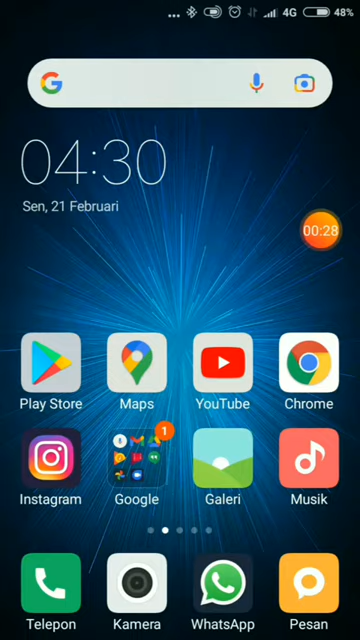 4G 48%
04:30
Sen, 21 Februari
00:28
Play Store Maps YouTube Chrome
1
Instagram Google Galeri Musik
Telepon Kamera WhatsApp Pesan